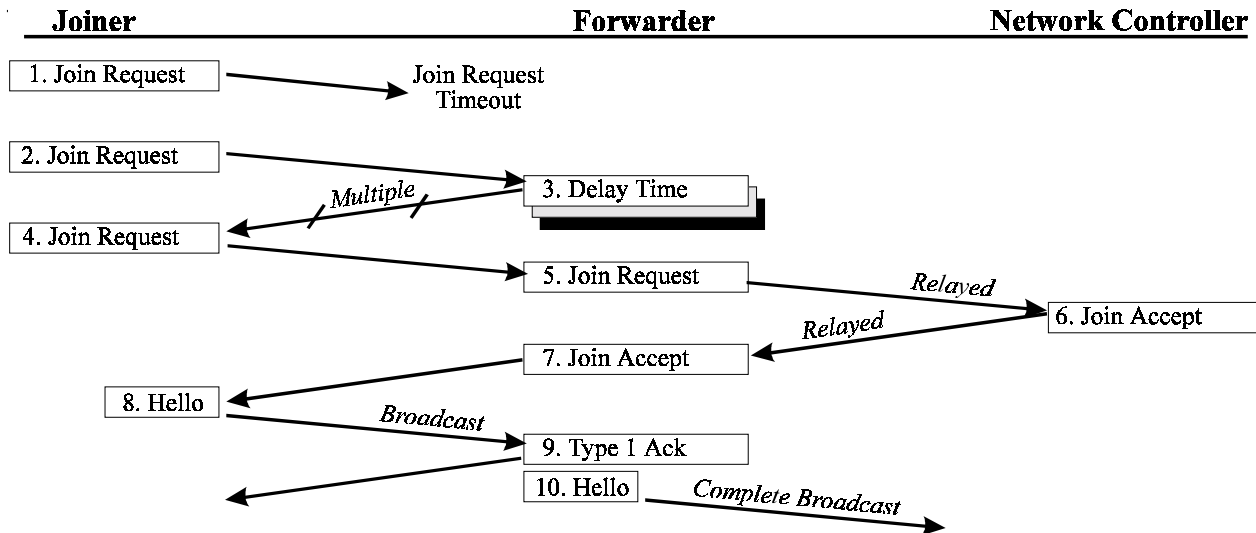 Joiner Forwarder Network Controller
1. Join Request
Join Request
Timeout
2. Join Request
3. Delay Time
Multiple
4. Join Request
5. Join Request
Relayed
6. Join Accept
Relayed
7. Join Accept
8. Hello
Broadcast
9. Type 1 Ack
10. Hello
Complete Broadcast